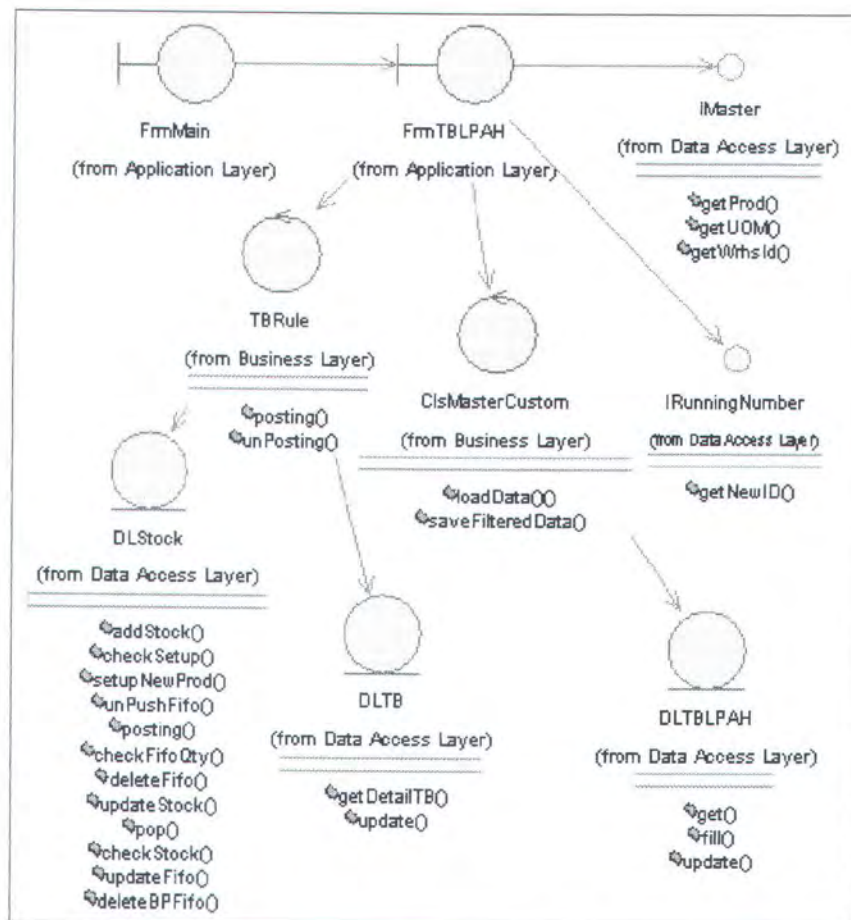 FrmMain
(from Application Layer)
FrmTBLPAH
(from Application Layer)
iMaster
(from Data Access Layer)
getProd()
getUOM()
getWrhsId()
TBRule
(from Business Layer)
posting()
unPosting()
ClsMasterCustom
(from Business Layer)
loadData()()
saveFilteredData()
IRunningNumber
(from Data Access Layer)
getNewID()
DLStock
(from Data Access Layer)
addStock()
checkSetup()
setupNewProd()
unPushFifo()
posting()
checkFifoQty()
deleteFifo()
updateStock()
pop()
checkStock()
updateFifo()
deleteBPFifo()
DLTB
(from Data Access Layer)
getDetailTB()
update()
DLTBLPAH
(from Data Access Layer)
get()
fill()
update()